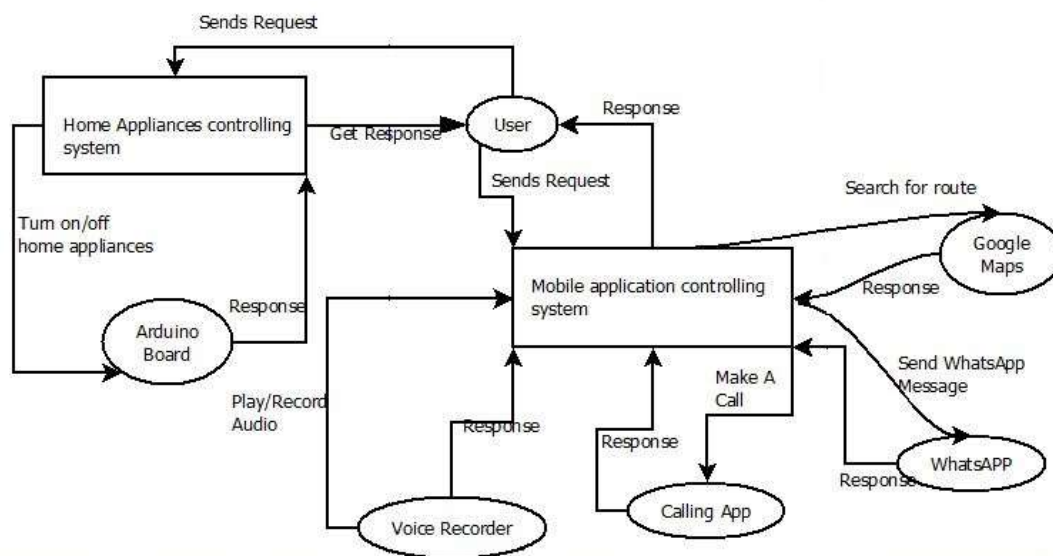 Sends Request
Home Appliances controlling
system
Get Response
User
Response
Sends Request
Search for route
Turn on/off
home appliances
Google
Maps
Response
Mobile application controlling
system
Response
Arduino
Board
Send WhatsApp
Message
Make A
Call
Play/Record
Audio
Response
Response
Response
WhatsAPP
Voice Recorder
Calling App